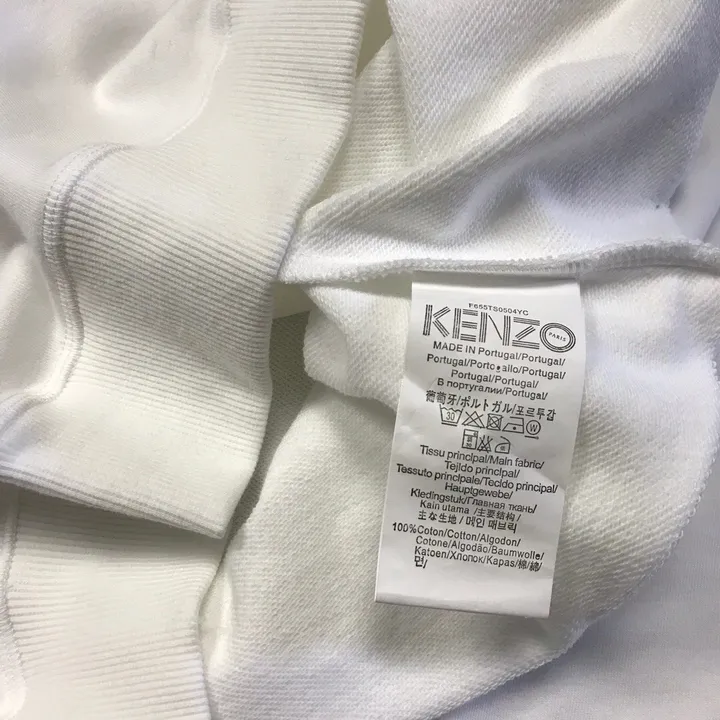 F655TS0504YC
KENZO
PARIS
MADE IN Portugal/Portugal/
Portugal/Porto allo/Portugal/
Portugal/Portugal/
В португалии/Portugal/
葡萄牙/ポルトガル/포르투갈
30 W
Tissu principal/Main fabric/
Tejido principal/
Tessuto principale/Tecido principal/
Hauptgewebe/
Kledingstuk/Главная ткань/
Kain utama /主要结构/
主な生地/ 메인 패브릭
100%Coton/Cotton/Algodon/
Cotone/Algodão/Baumwolle/
Katoen/Хлопок/Kapas/棉/綿/
면/